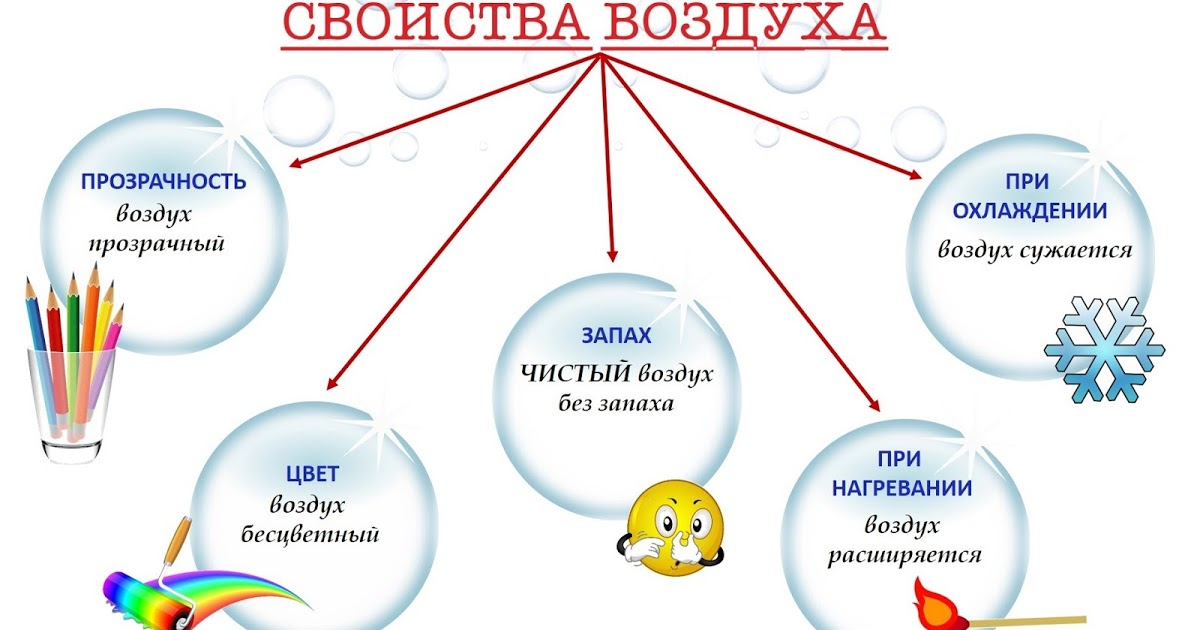 СВОЙСТВА ВОЗДУХА
ПРОЗРАЧНОСТЬ
воздух
прозрачный
ЦВЕТ
воздух
бесцветный
ЗАПАХ
ЧИСТЫЙ воздух
без запаха
ПРИ
НАГРЕВАНИИ
воздух
расширяется
ПРИ
ОХЛАЖДЕНИИ
воздух сужается